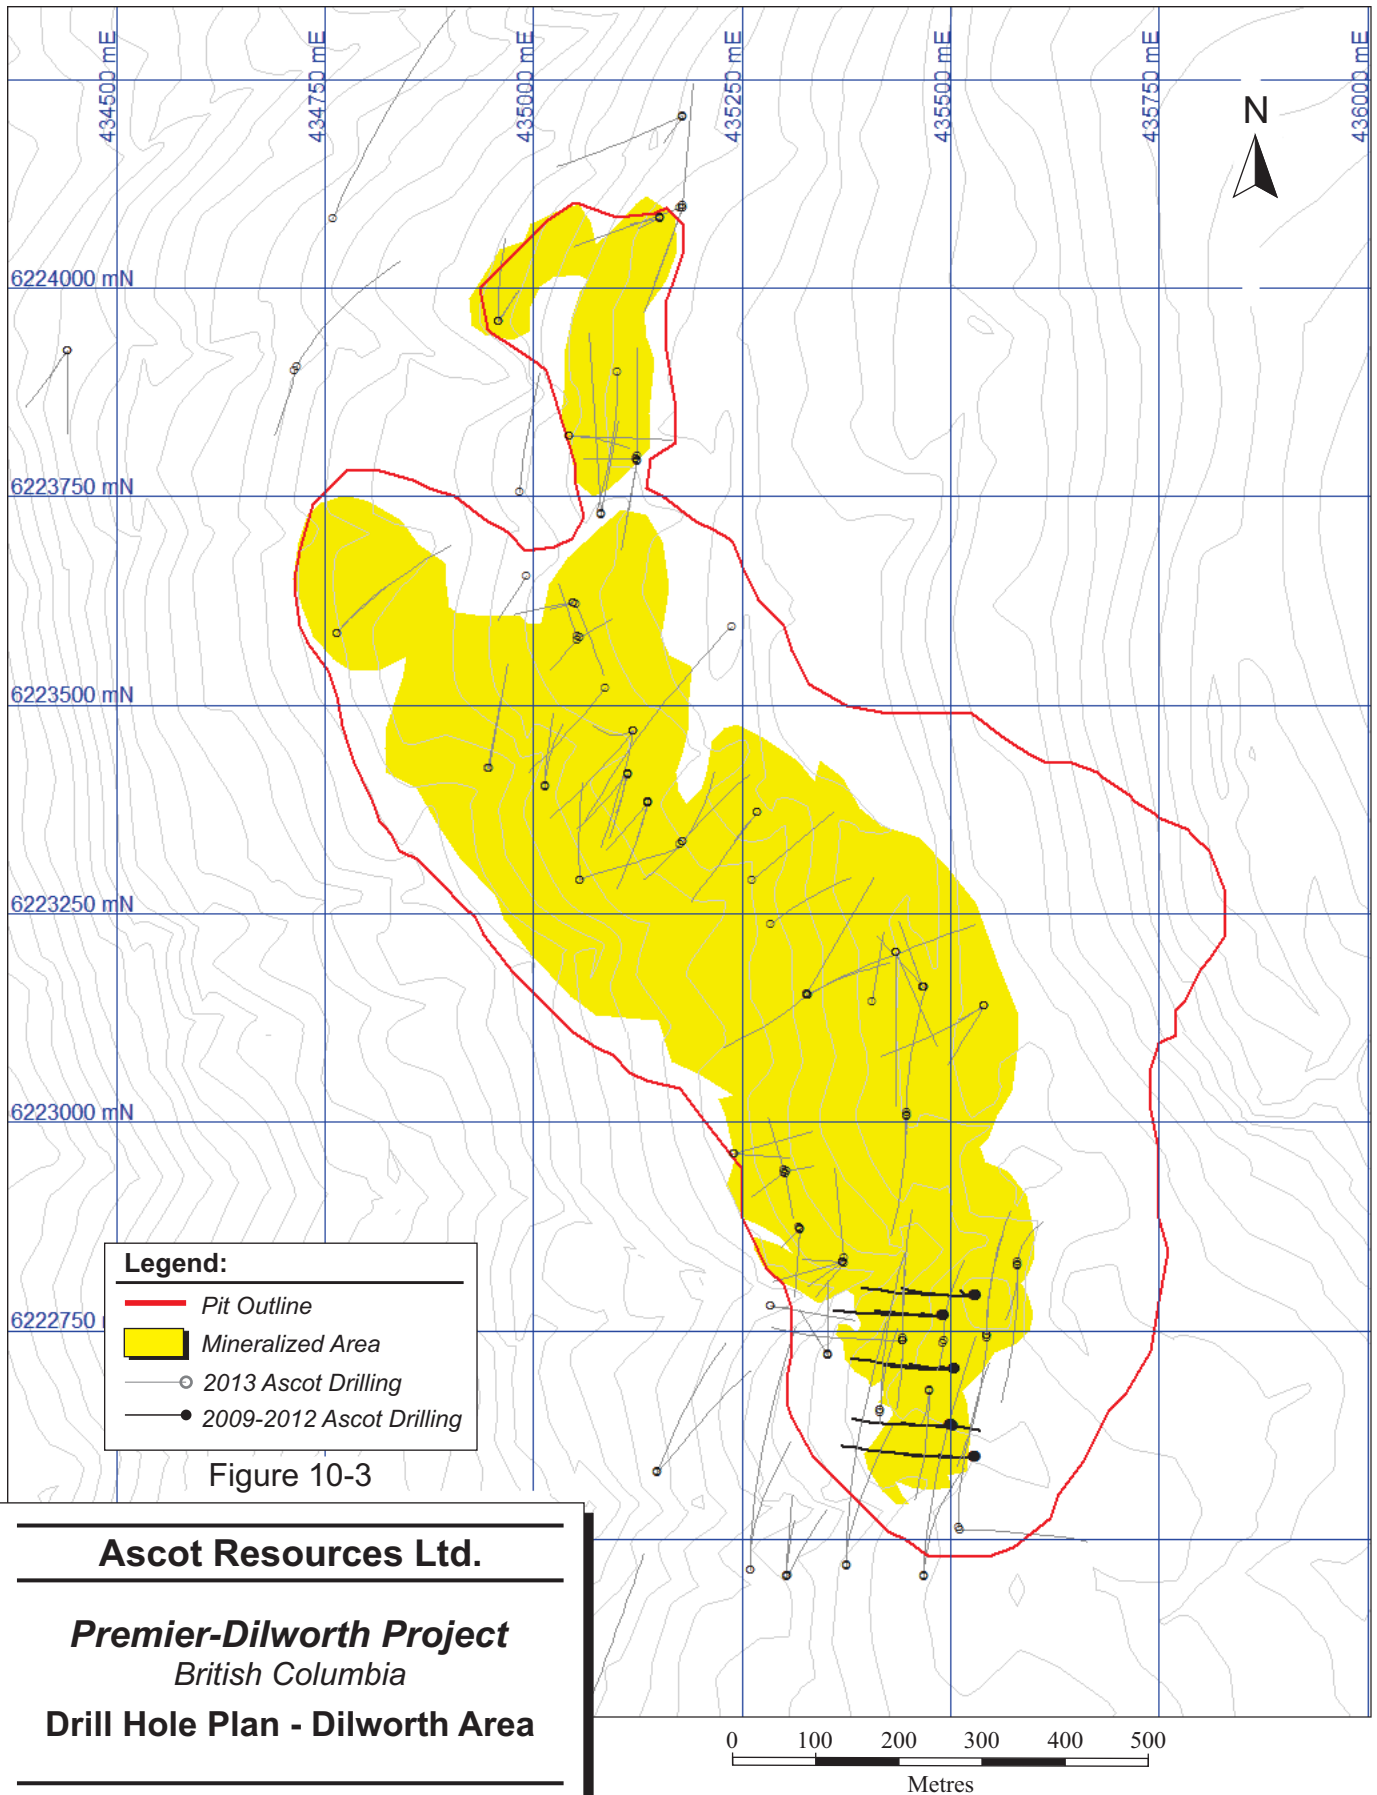 434500 mE
434750 mE
435000 mE
435250 mE
435500 mE
435750 mE
436000 mE
N
6224000 mN
6223750 mN
6223500 mN
6223250 mN
6223000 mN
6222750
Legend:
Pit Outline
Mineralized Area
2013 Ascot Drilling
2009-2012 Ascot Drilling
Figure 10-3
Ascot Resources Ltd.
Premier-Dilworth Project
British Columbia
Drill Hole Plan - Dilworth Area
0 100 200 300 400 500
Metres